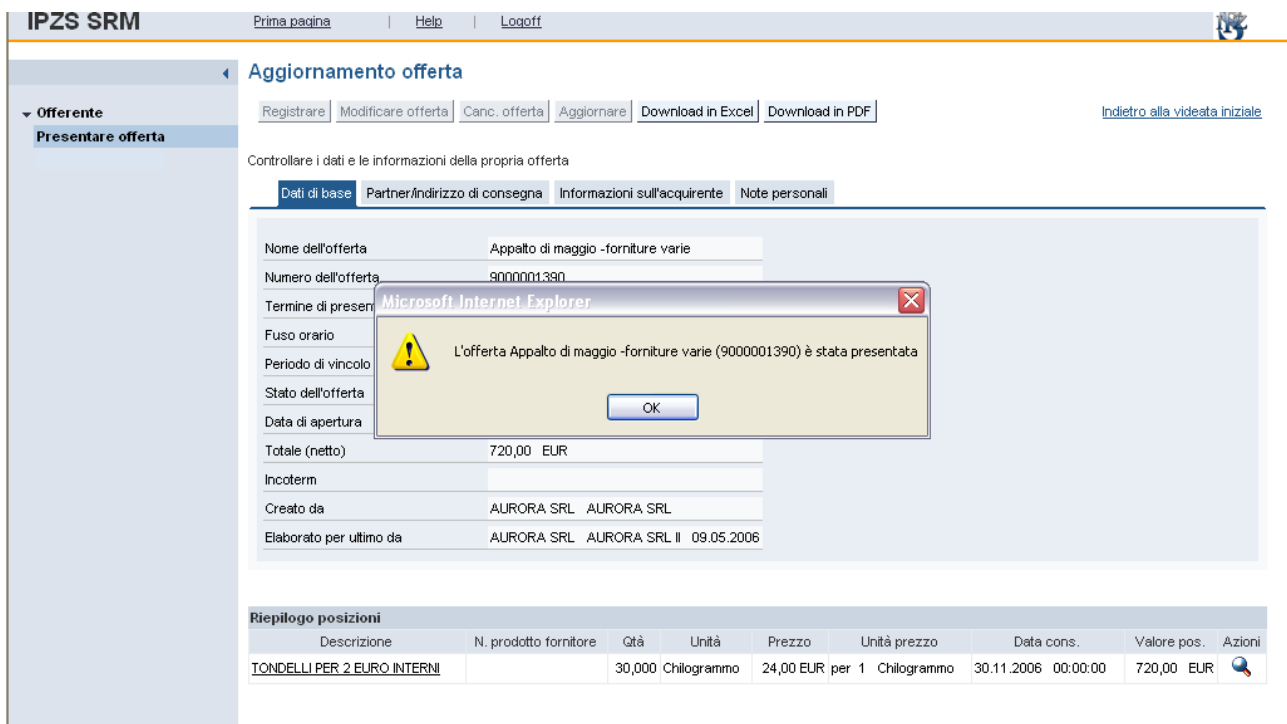 IPZS SRM Prima pagina | Help | Logoff
Aggiornamento offerta
Offerente
Presentare offerta
Registrare Modificare offerta Canc. offerta Aggiornare Download in Excel Download in PDF Indietro alla videata iniziale
Controllare i dati e le informazioni della propria offerta
Dati di base Partner/indirizzo di consegna Informazioni sull'acquirente Note personali
Nome dell'offerta Appalto di maggio -forniture varie
Numero dell'offerta 9000001390
Termine di presen
Fuso orario
Periodo di vincolo
Stato dell'offerta
Data di apertura
Microsoft Internet Explorer
L'offerta Appalto di maggio -forniture varie (9000001390) è stata presentata
OK
Totale (netto) 720,00 EUR
Incoterm
Creato da AURORA SRL AURORA SRL
Elaborato per ultimo da AURORA SRL AURORA SRL II 09.05.2006
Riepilogo posizioni
Descrizione N. prodotto fornitore Qtà Unità Prezzo Unità prezzo Data cons. Valore pos. Azioni
TONDELLI PER 2 EURO INTERNI 30,000 Chilogrammo 24,00 EUR per 1 Chilogrammo 30.11.2006 00:00:00 720,00 EUR